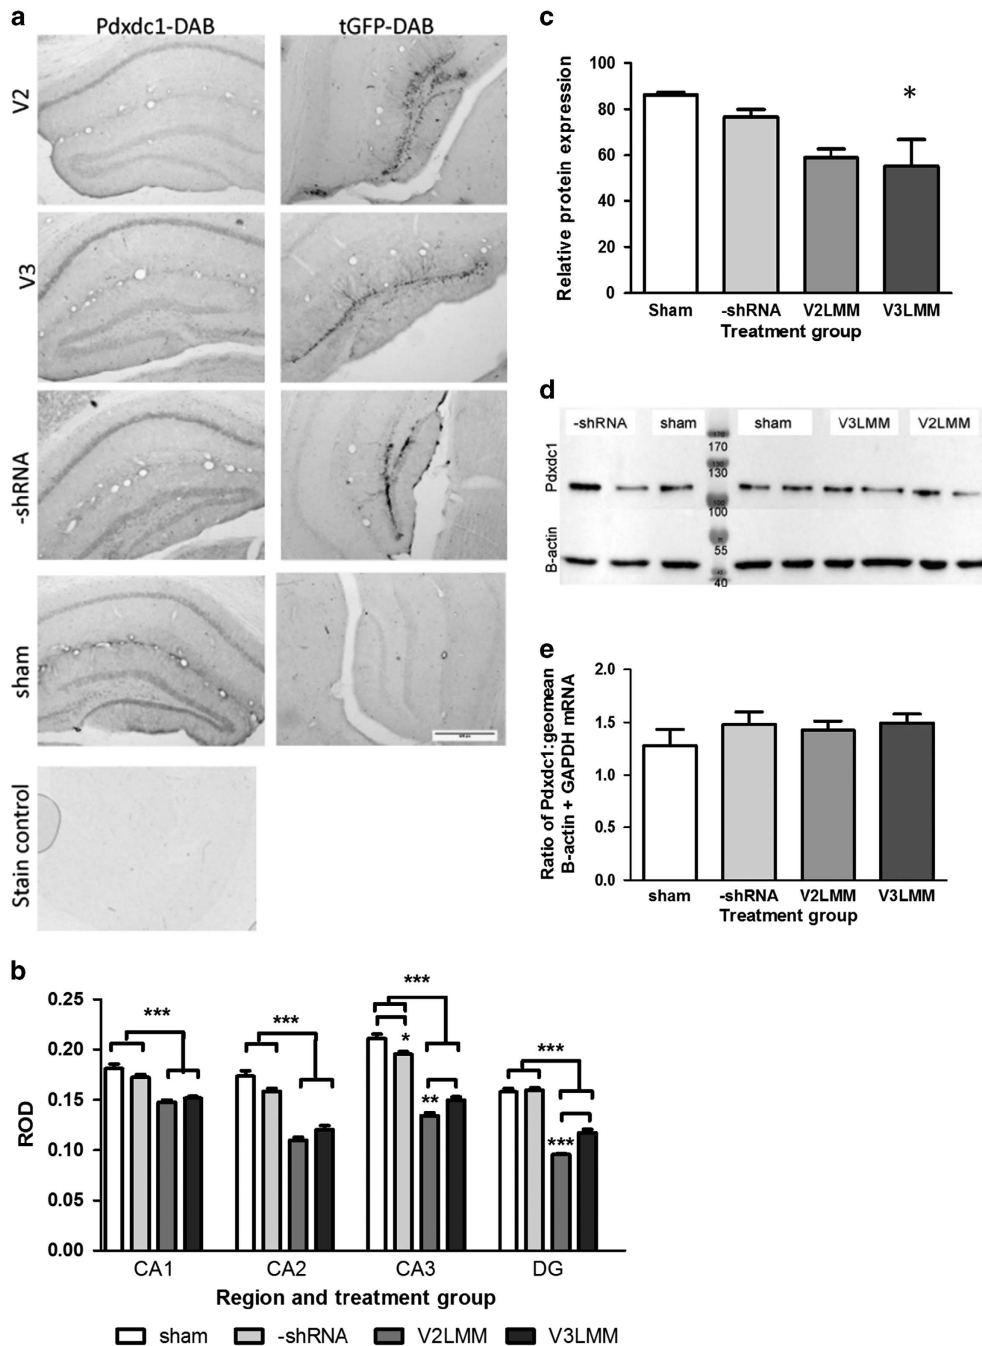 a
Pdxdc1-DAB
tGFP-DAB
V2
V3
-shRNA
sham
Stain control
b
ROD
0.25
0.20
0.15
0.10
0.05
0.00
***
***
***
*
**
***
***
CA1
CA2
CA3
DG
Region and treatment group
sham
-shRNA
V2LMM
V3LMM
c
Relative protein expression
100
80
60
40
20
0
*
Sham
-shRNA
V2LMM
V3LMM
Treatment group
d
-shRNA
sham
sham
V3LMM
V2LMM
Pdxdc1
B-actin
170
130
100
55
40
e
Ratio of Pdxdc1:geomean
B-actin + GAPDH mRNA
2.0
1.5
1.0
0.5
0.0
sham
-shRNA
V2LMM
V3LMM
Treatment group